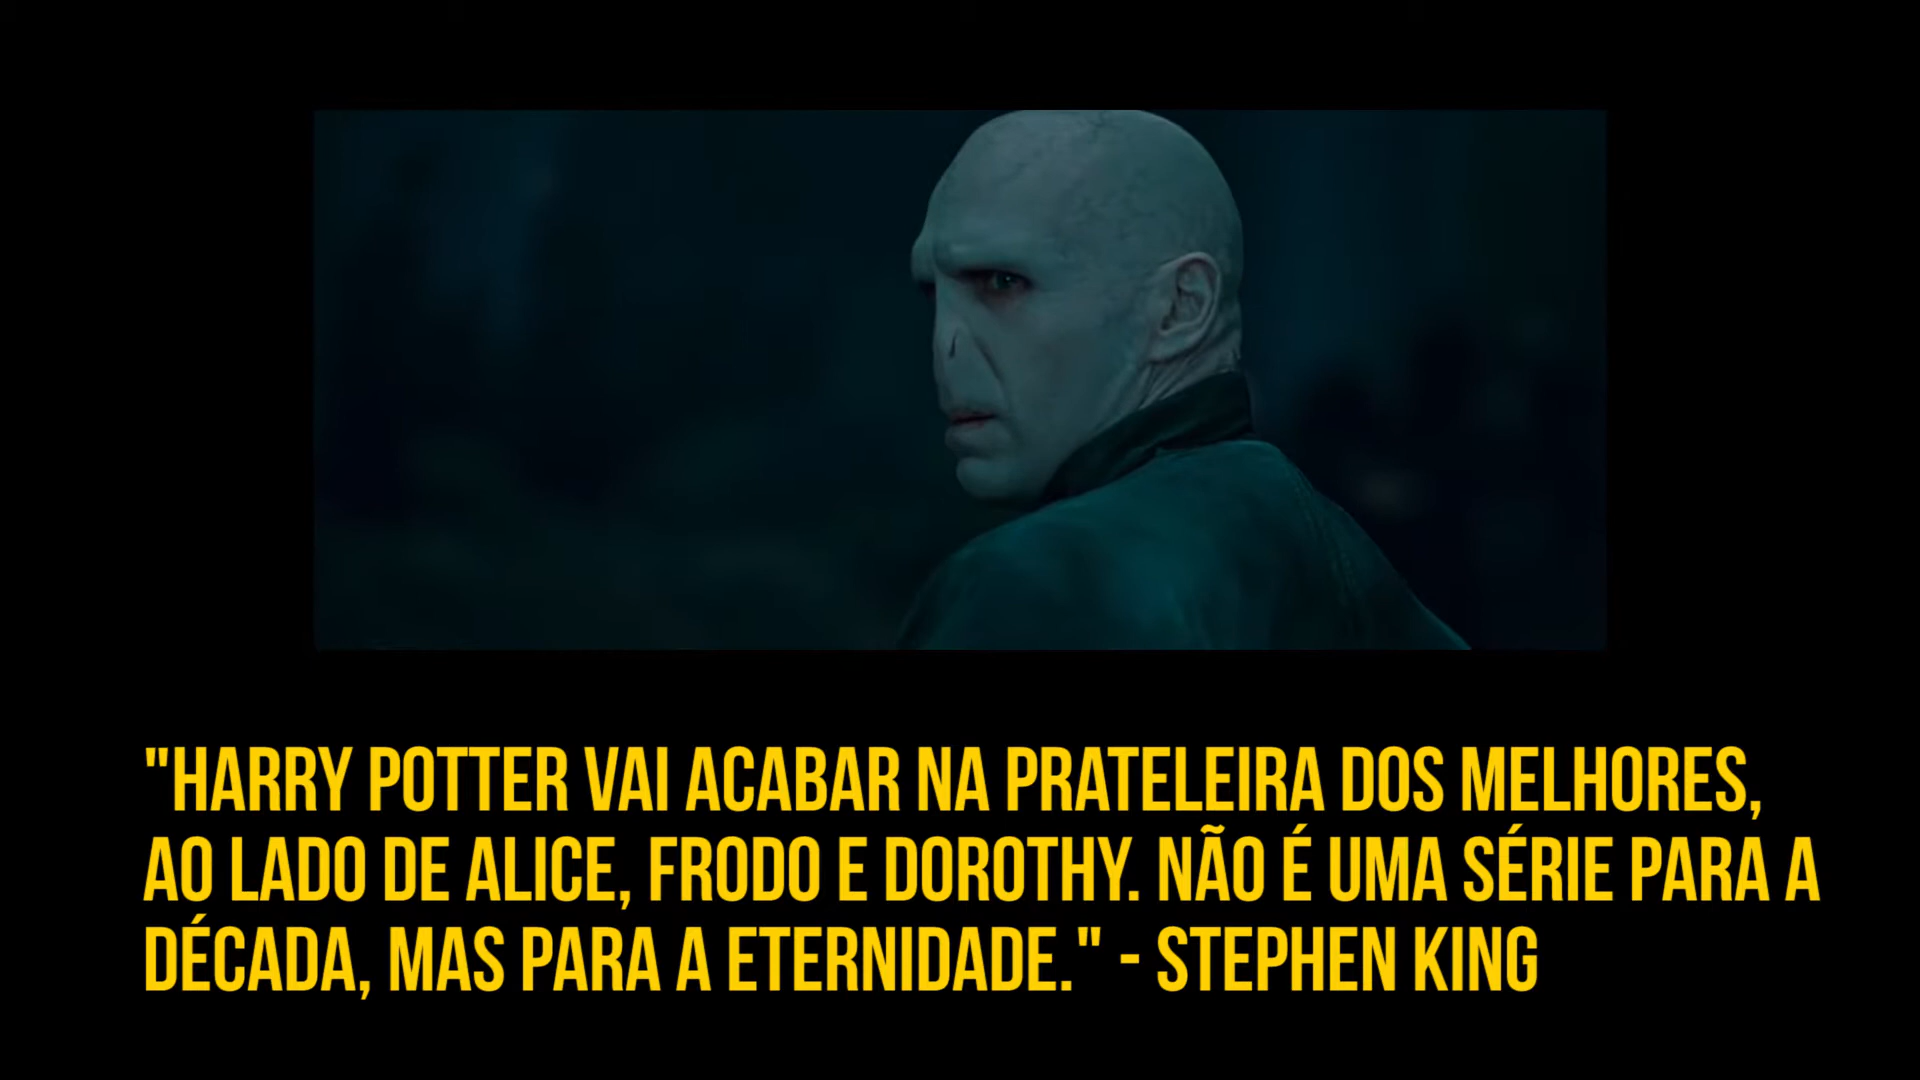 "HARRY POTTER VAI ACABAR NA PRATELEIRA DOS MELHORES,
AO LADO DE ALICE, FRODO E DOROTHY. NÃO É UMA SÉRIE PARA A
DÉCADA, MAS PARA A ETERNIDADE." - STEPHEN KING